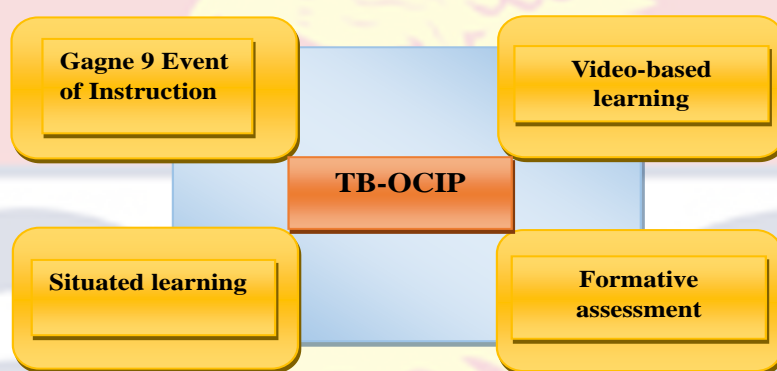 Gagne 9 Event
of Instruction
Video-based
learning
TB-OCIP
Situated learning
Formative
assessment